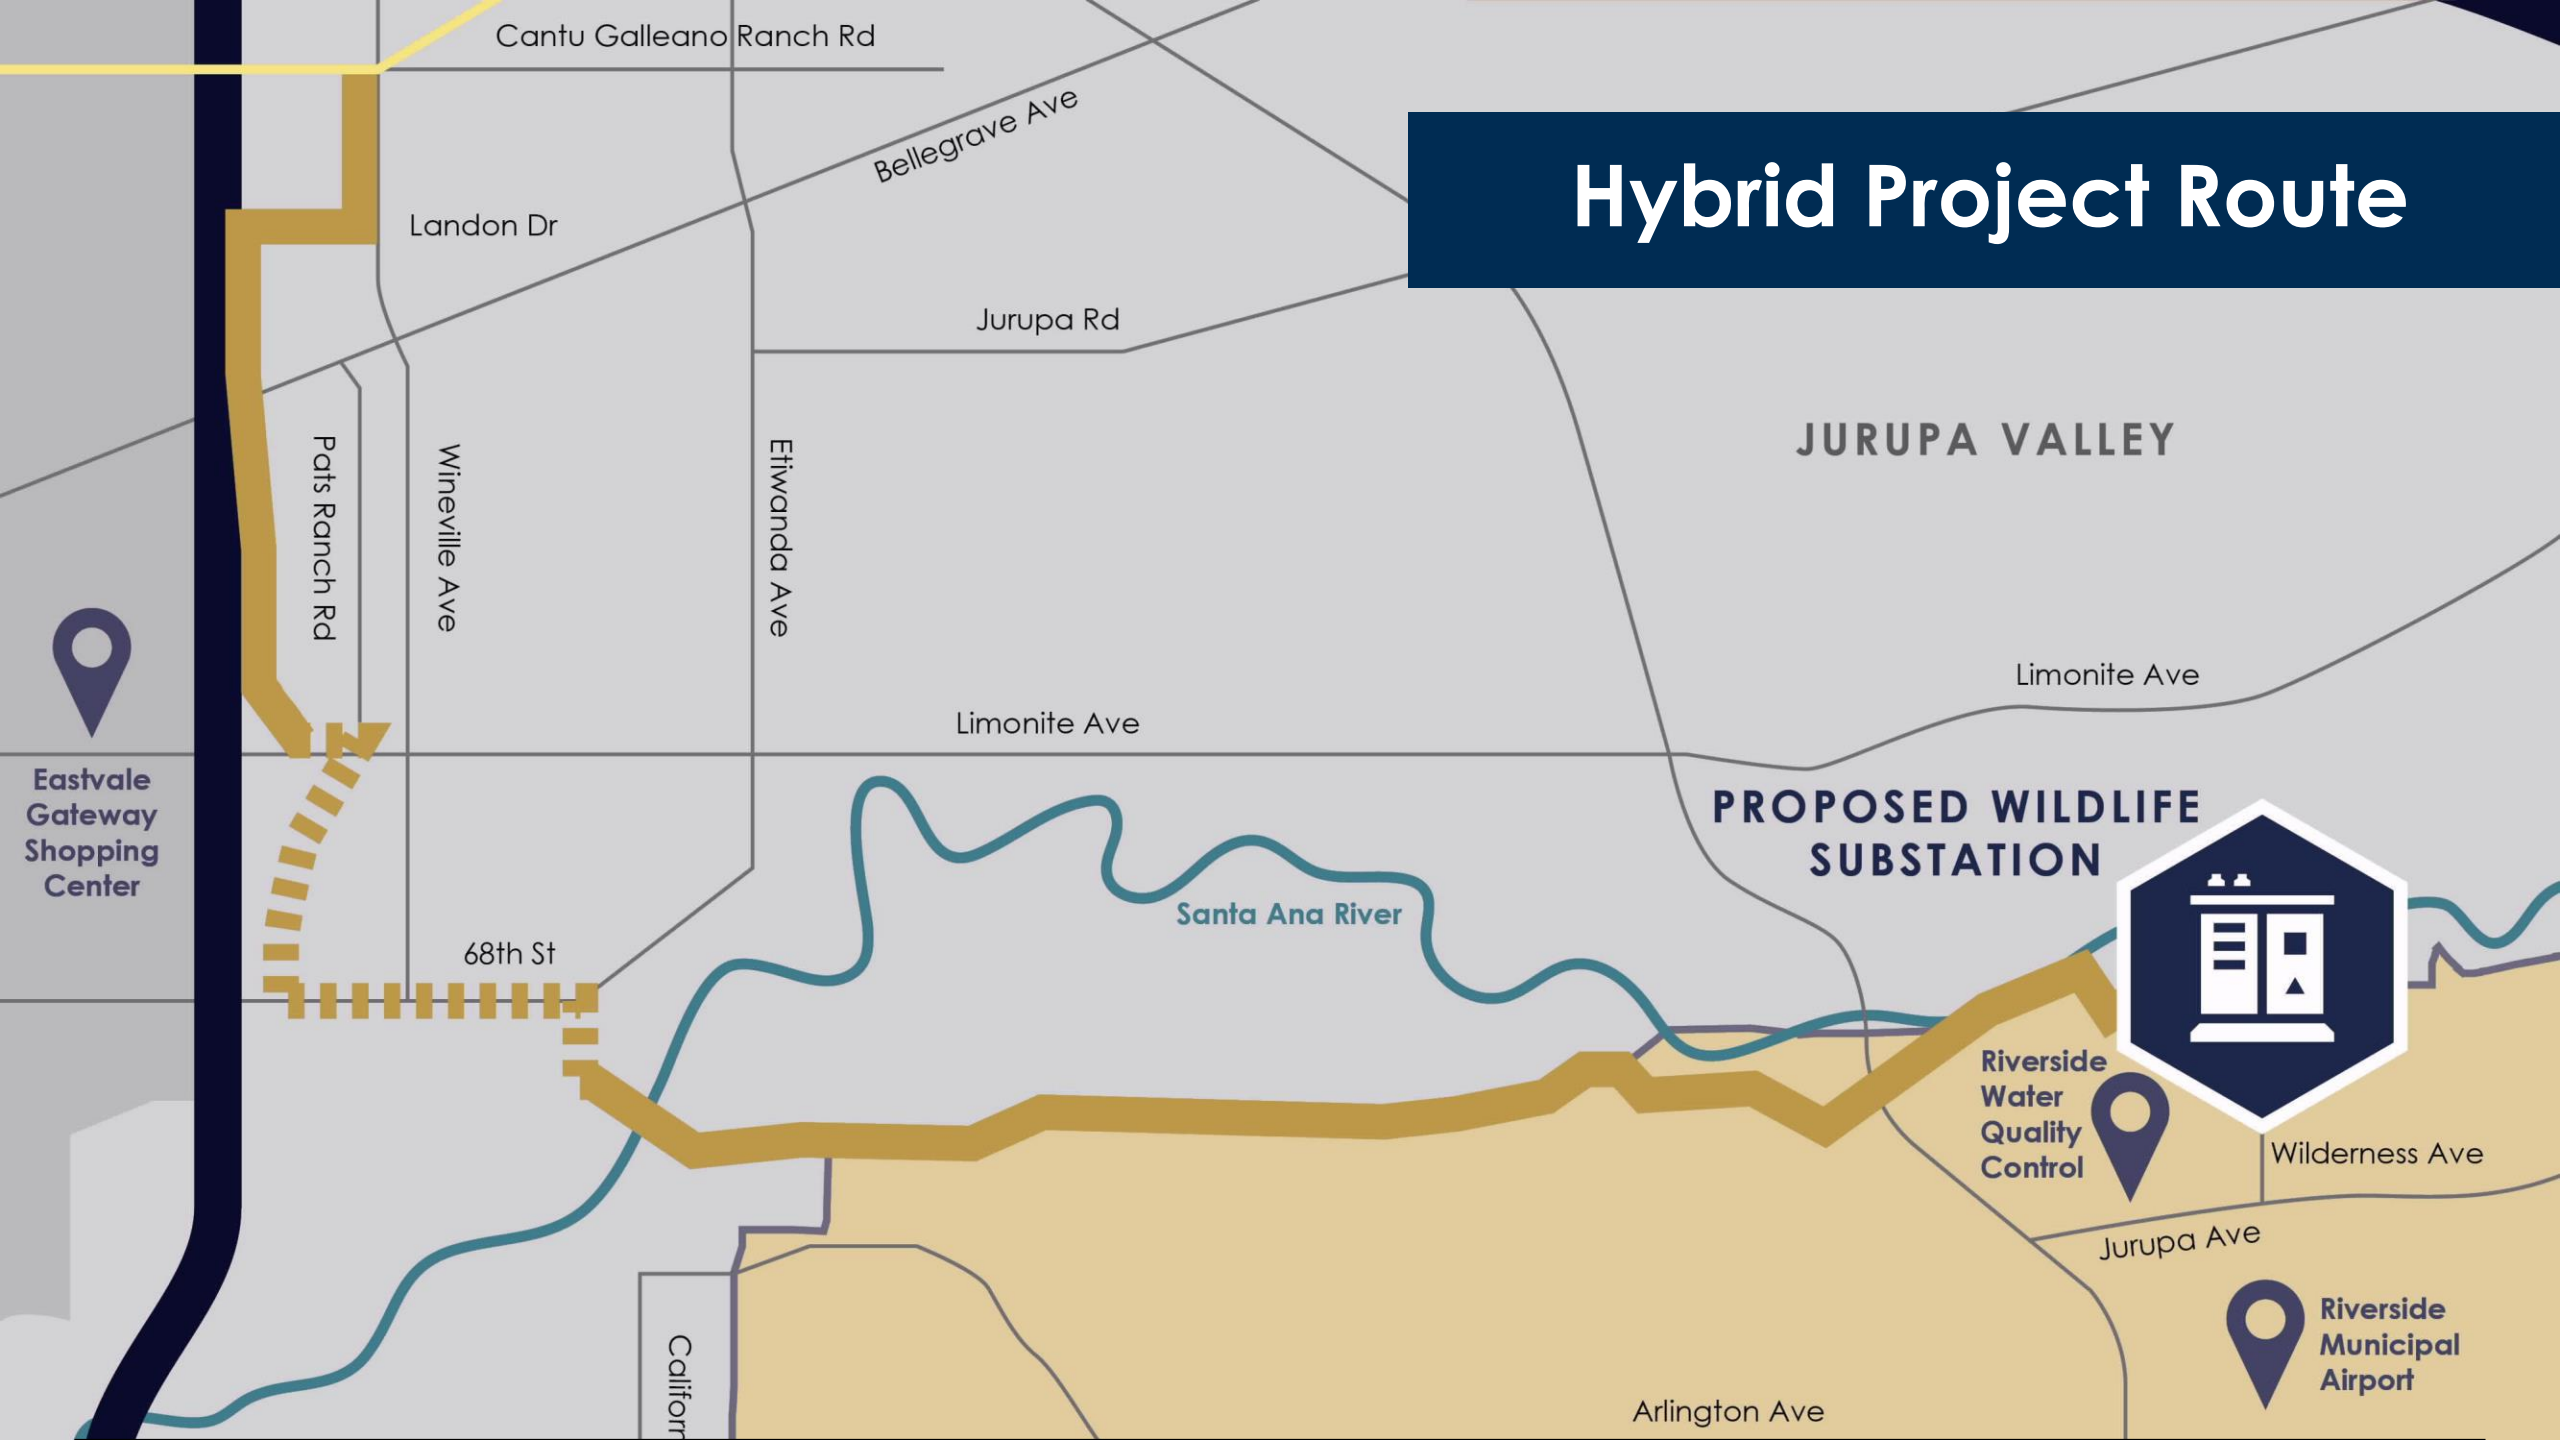 Cantu Galleano Ranch Rd
Bellegrave Ave
Hybrid Project Route
Landon Dr
Jurupa Rd
JURUPA VALLEY
Pats Ranch Rd
Wineville Ave
Etiwanda Ave
Limonite Ave
Limonite Ave
Eastvale
Gateway
Shopping
Center
PROPOSED WILDLIFE
SUBSTATION
Santa Ana River
68th St
Riverside
Water
Quality
Control
Wilderness Ave
Jurupa Ave
Riverside
Municipal
Airport
Arlington Ave